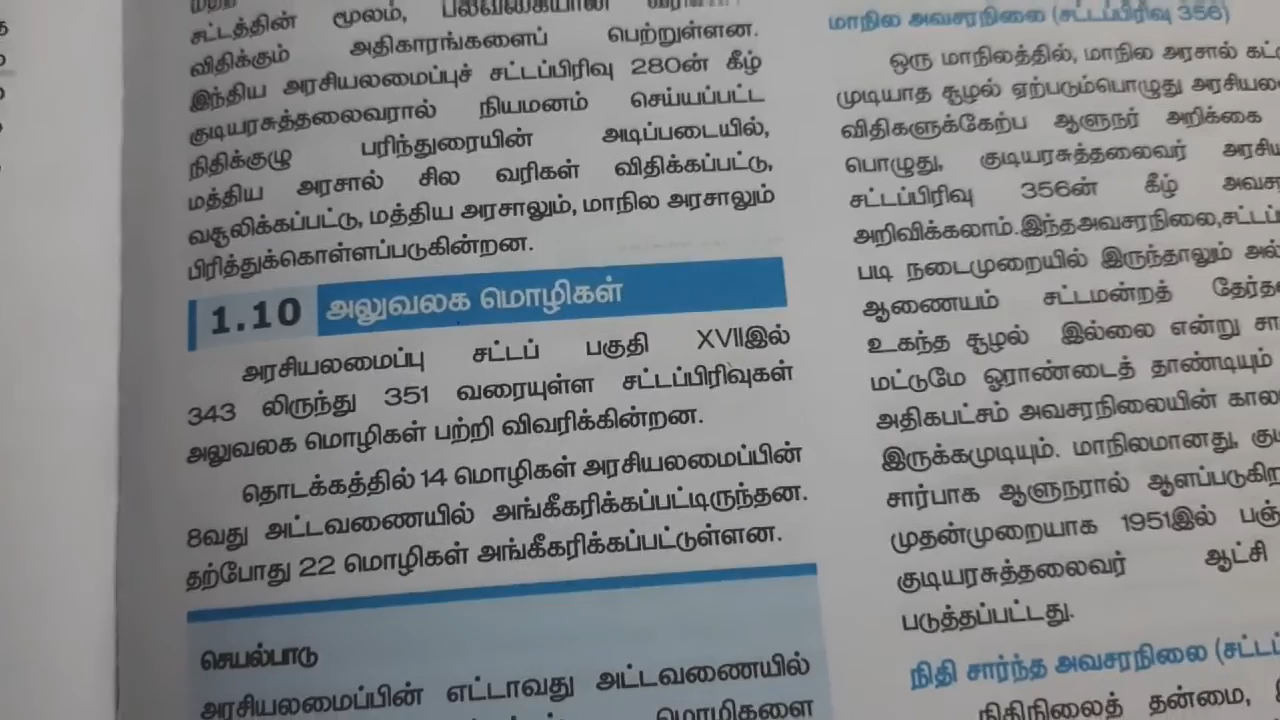 சட்டத்தின் மூலம், பலவகையான
விதிக்கும் அதிகாரங்களைப் பெற்றுள்ளன.
இந்திய அரசியலமைப்புச் சட்டப்பிரிவு 280ன் கீழ்
குடியரசுத்தலைவரால் நியமனம் செய்யப்பட்ட
நிதிக்குழு பரிந்துரையின் அடிப்படையில்,
மத்திய அரசால் சில வரிகள் விதிக்கப்பட்டு,
வசூலிக்கப்பட்டு, மத்திய அரசாலும், மாநில அரசாலும்
பிரித்துக்கொள்ளப்படுகின்றன.
1.10 அலுவலக மொழிகள்
அரசியலமைப்பு சட்டப் பகுதி XVIIஇல்
343 லிருந்து 351 வரையுள்ள சட்டப்பிரிவுகள்
அலுவலக மொழிகள் பற்றி விவரிக்கின்றன.
தொடக்கத்தில் 14 மொழிகள் அரசியலமைப்பின்
8வது அட்டவணையில் அங்கீகரிக்கப்பட்டிருந்தன.
தற்போது 22 மொழிகள் அங்கீகரிக்கப்பட்டுள்ளன.
செயல்பாடு
அரசியலமைப்பின் எட்டாவது அட்டவணையில்
மொழிகளை
மாநில அவசரநிலை (சட்டப்பிரிவு 356)
ஒரு மாநிலத்தில், மாநில அரசால்
முடியாத சூழல் ஏற்படும்பொழுது
விதிகளுக்கேற்ப ஆளுநர் அறிக்கை
பொழுது, குடியரசுத்தலைவர்
சட்டப்பிரிவு 356ன் கீழ்
அறிவிக்கலாம். இந்தஅவசரநிலை,
படி நடைமுறையில் இருந்தாலும்
ஆணையம் சட்டமன்றத்
உகந்த சூழல் இல்லை என்று
மட்டுமே ஓராண்டைத் தாண்டியும்
அதிகபட்சம் அவசரநிலையின்
இருக்கமுடியும். மாநிலமானது,
சார்பாக ஆளுநரால்
முதன்முறையாக 1951இல்
குடியரசுத்தலைவர் ஆட்சி
படுத்தப்பட்டது.
நிதி சார்ந்த அவசரநிலை
நிதிநிலைத் தன்மை,